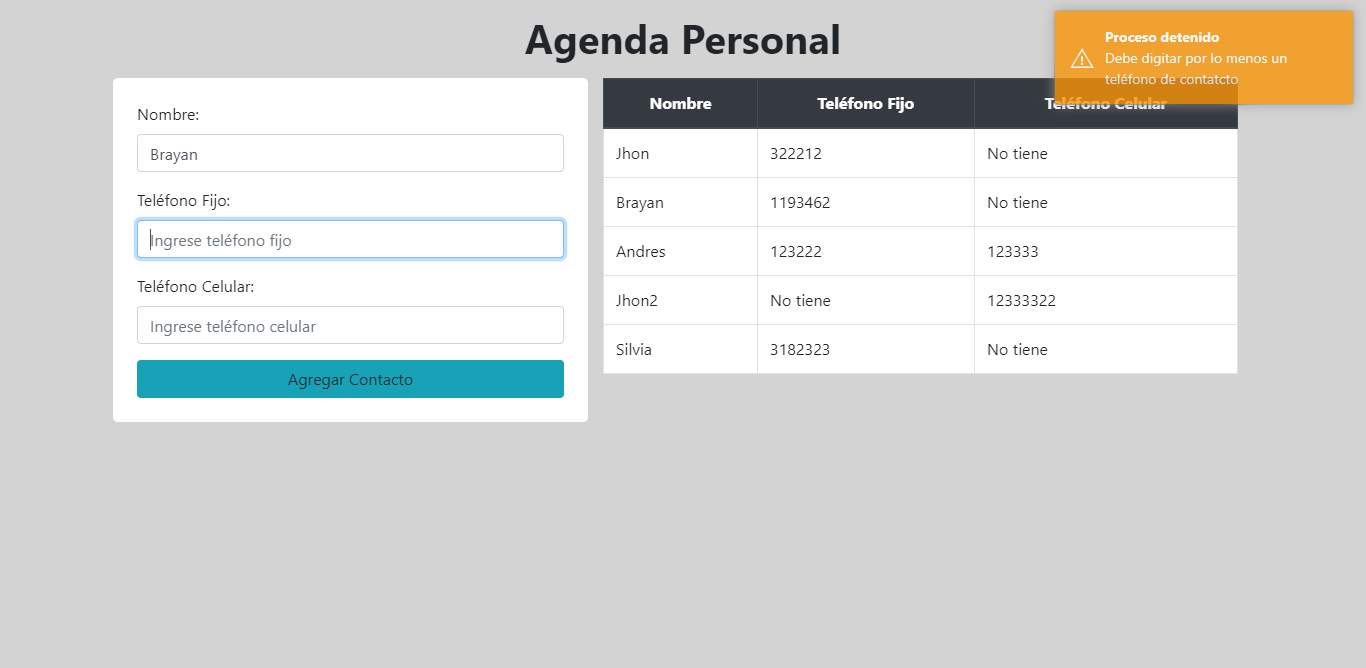 Agenda Personal
Proceso detenido
Debe digitar por lo menos un
teléfono de contatcto
Nombre:
Brayan
Teléfono Fijo:
Ingrese teléfono fijo
Teléfono Celular:
Ingrese teléfono celular
Agregar Contacto
Nombre Teléfono Fijo Teléfono Celular
Jhon 322212 No tiene
Brayan 1193462 No tiene
Andres 123222 123333
Jhon2 No tiene 12333322
Silvia 3182323 No tiene